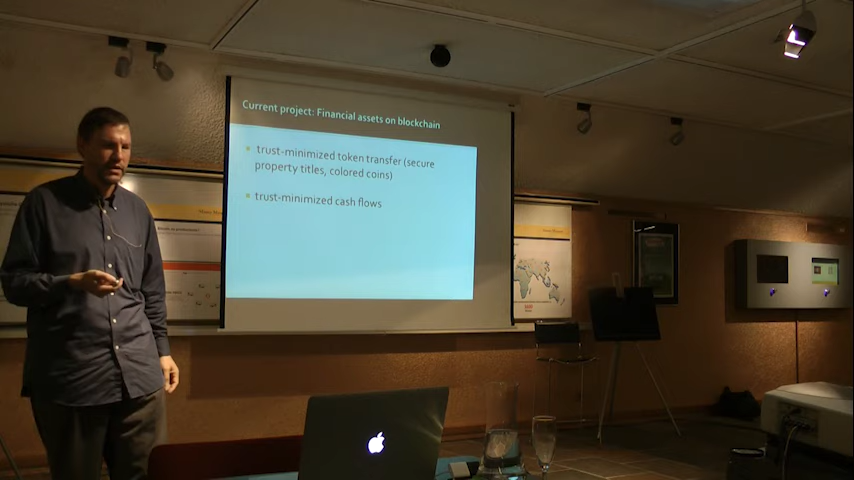 Current project: Financial assets on blockchain
trust-minimized token transfer (secure
property titles, colored coins)
trust-minimized cash flows